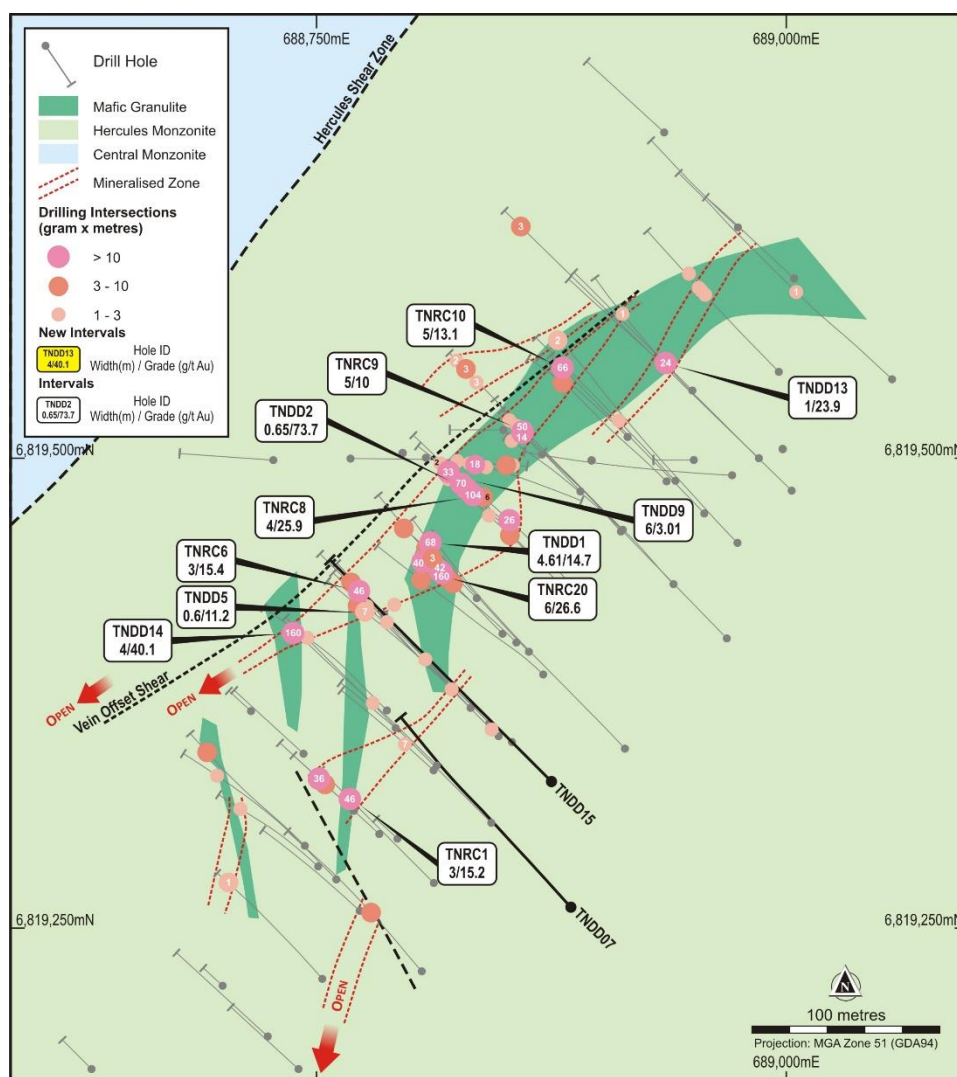 688,750mE
689,000mE
Drill Hole
Mafic Granulite
Hercules Monzonite
Central Monzonite
Mineralised Zone
Drilling Intersections
(gram x metres)
> 10
3 - 10
1 - 3
New Intervals
TNDD13
4/40.1
Hole ID
Width(m) / Grade (g/t Au)
Intervals
TNDD2
0.65/73.7
Hole ID
Width(m) / Grade (g/t Au)
Hercules Shear Zone
3
1
1
TNRC10
5/13.1
2
66
2
3
3
24
TNRC9
5/10
TNDD13
1/23.9
TNDD2
0.65/73.7
50
14
6,819,500mN
6,819,500mN
2
33
18
70
104
6
TNRC8
4/25.9
TNDD9
6/3.01
26
68
3
40
42
160
TNDD1
4.61/14.7
TNRC6
3/15.4
TNRC20
6/26.6
46
TNDD5
0.6/11.2
7
TNDD14
4/40.1
160
OPEN
OPEN
Vein Offset Shear
7
36
46
TNDD15
TNRC1
3/15.2
1
TNDD07
6,819,250mN
6,819,250mN
OPEN
N
100 metres
Projection: MGA Zone 51 (GDA94)
689,000mE